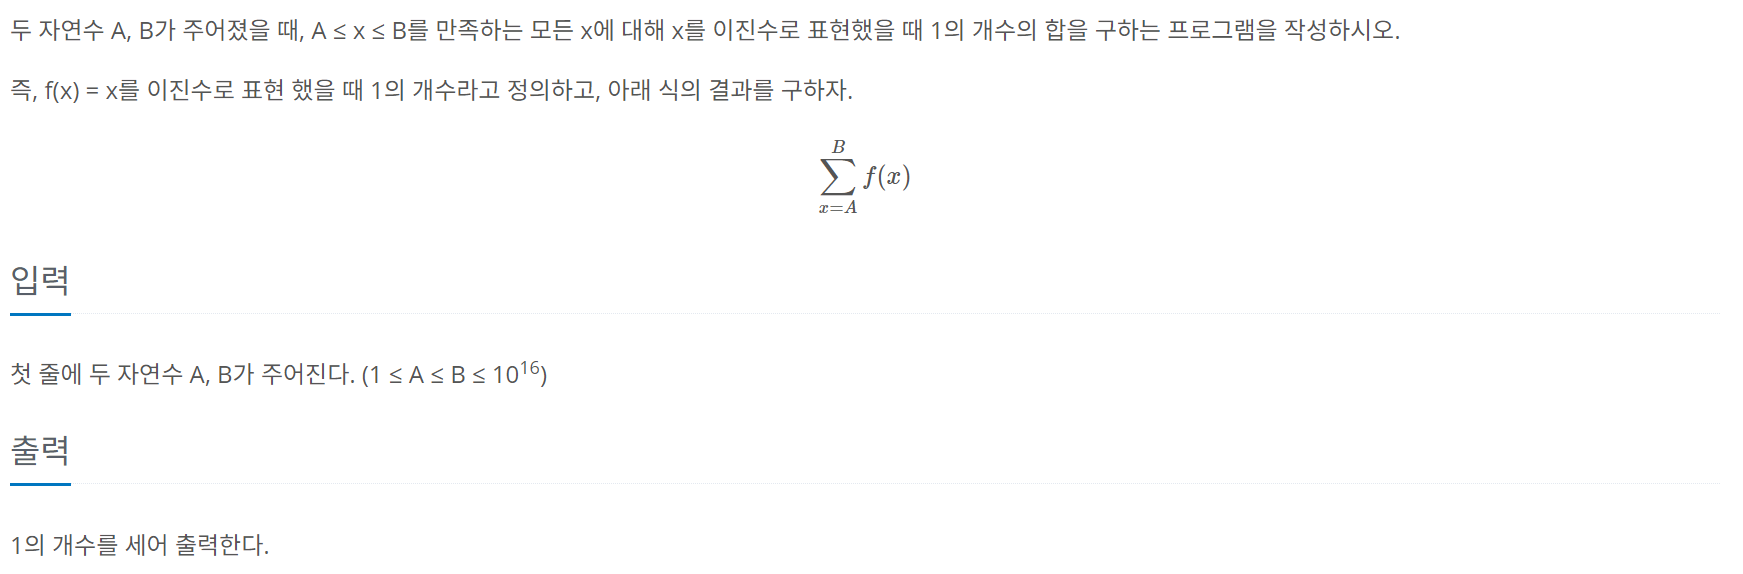 두 자연수 A, B가 주어졌을 때, A ≤ x ≤ B를 만족하는 모든 x에 대해 x를 이진수로 표현했을 때 1의 개수의 합을 구하는 프로그램을 작성하시오.
즉, f(x) = x를 이진수로 표현 했을 때 1의 개수라고 정의하고, 아래 식의 결과를 구하자.
$\sum_{x=A}^{B} f(x)$
입력
첫 줄에 두 자연수 A, B가 주어진다. (1 ≤ A ≤ B ≤ 10^16)
출력
1의 개수를 세어 출력한다.